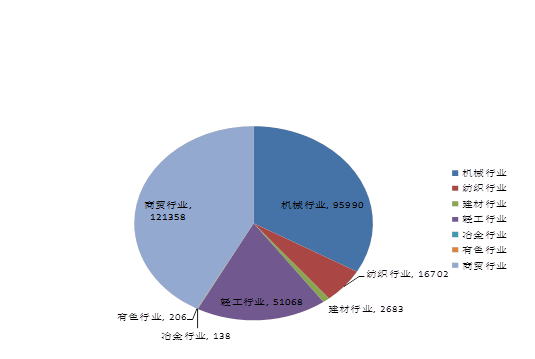 商贸行业,
121358
机械行业, 95990
纺织行业, 16702
建材行业, 2683
轻工行业, 51068
有色行业, 206
冶金行业, 138
机械行业
纺织行业
建材行业
轻工行业
冶金行业
有色行业
商贸行业